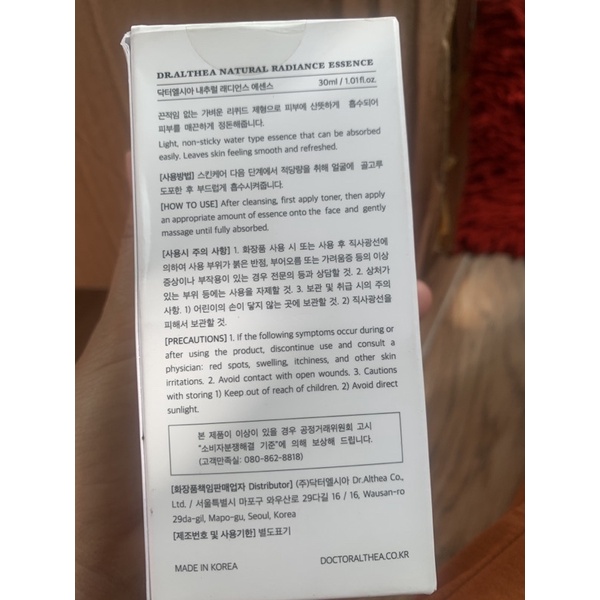 DR.ALTHEA NATURAL RADIANCE ESSENCE
닥터엘시아 내추럴 래디언스 에센스 30ml / 1.01fl.oz.
끈적임 없는 가벼운 리퀴드 제형으로 피부에 산뜻하게 흡수되어
피부를 매끈하게 정돈해줍니다.
Light, non-sticky water type essence that can be absorbed
easily. Leaves skin feeling smooth and refreshed.
[사용방법] 스킨케어 다음 단계에서 적당량을 취해 얼굴에 골고루
도포한 후 부드럽게 흡수시켜줍니다.
[HOW TO USE] After cleansing, first apply toner, then apply
an appropriate amount of essence onto the face and gently
massage until fully absorbed.
[사용시 주의 사항] 1. 화장품 사용 시 또는 사용 후 직사광선에
의하여 사용 부위가 붉은 반점, 부어오름 또는 가려움증 등의 이상
증상이나 부작용이 있는 경우 전문의 등과 상담할 것. 2. 상처가
있는 부위 등에는 사용을 자제할 것. 3. 보관 및 취급 시의 주의
사항. 1) 어린이의 손이 닿지 않는 곳에 보관할 것. 2) 직사광선을
피해서 보관할 것.
[PRECAUTIONS] 1. If the following symptoms occur during or
after using the product, discontinue use and consult a
physician: red spots, swelling, itchiness, and other skin
irritations. 2. Avoid contact with open wounds. 3. Cautions
with storing 1) Keep out of reach of children. 2) Avoid direct
sunlight.
본 제품이 이상이 있을 경우 공정거래위원회 고시
"소비자분쟁해결 기준"에 의해 보상해 드립니다.
(고객만족실: 080-862-8818)
[화장품책임판매업자 Distributor] (주)닥터엘시아 Dr.Althea Co.,
Ltd. / 서울특별시 마포구 와우산로 29다길 16 / 16, Wausan-ro
29da-gil, Mapo-gu, Seoul, Korea
[제조번호 및 사용기한] 별도표기
MADE IN KOREA DOCTORALTHEA.CO.KR